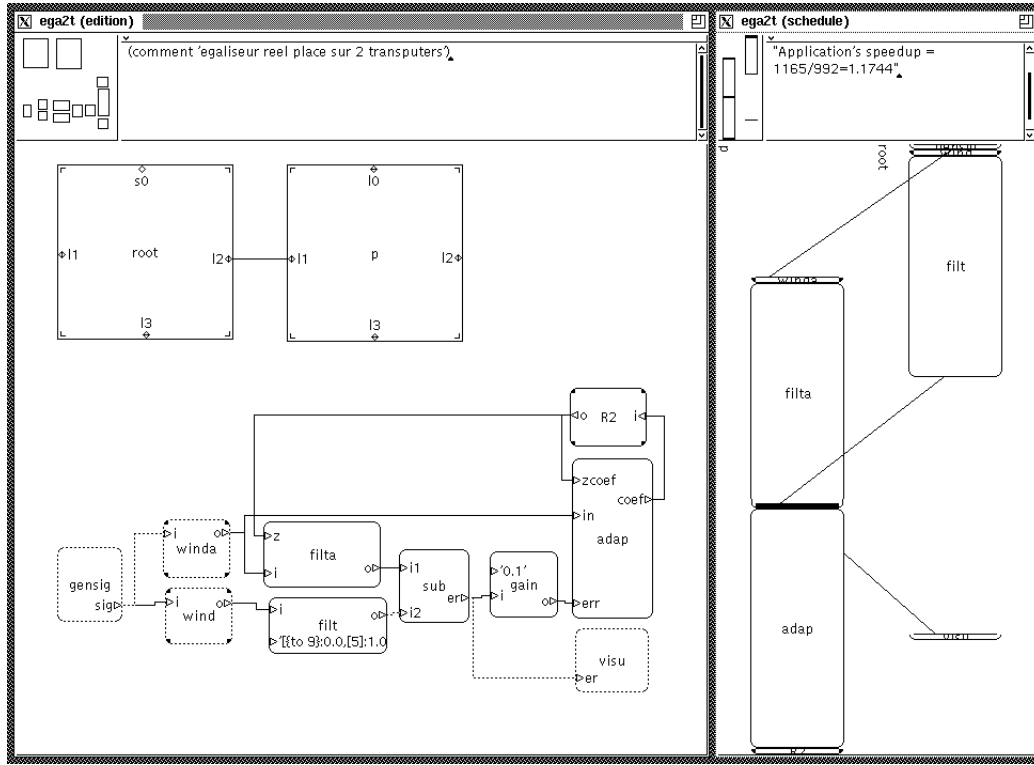 ega2t (edition)
(comment 'egaliseur reel place sur 2 transputers')
s0
l1
root
l2
l3
l0
l1
p
l2
l3
o
R2
i
zcoef
coef
in
adap
err
i
o
winda
z
filta
i
o
gensig
sig
i
o
wind
i
filt
'[{to 9}:0.0,[5]:1.0
o
i1
sub
er
i2
'0.1'
i
gain
o
visu
er
ega2t (schedule)
"Application's speedup =
1165/992=1.1744"
p
root
wind
filt
winda
filta
adap
R2